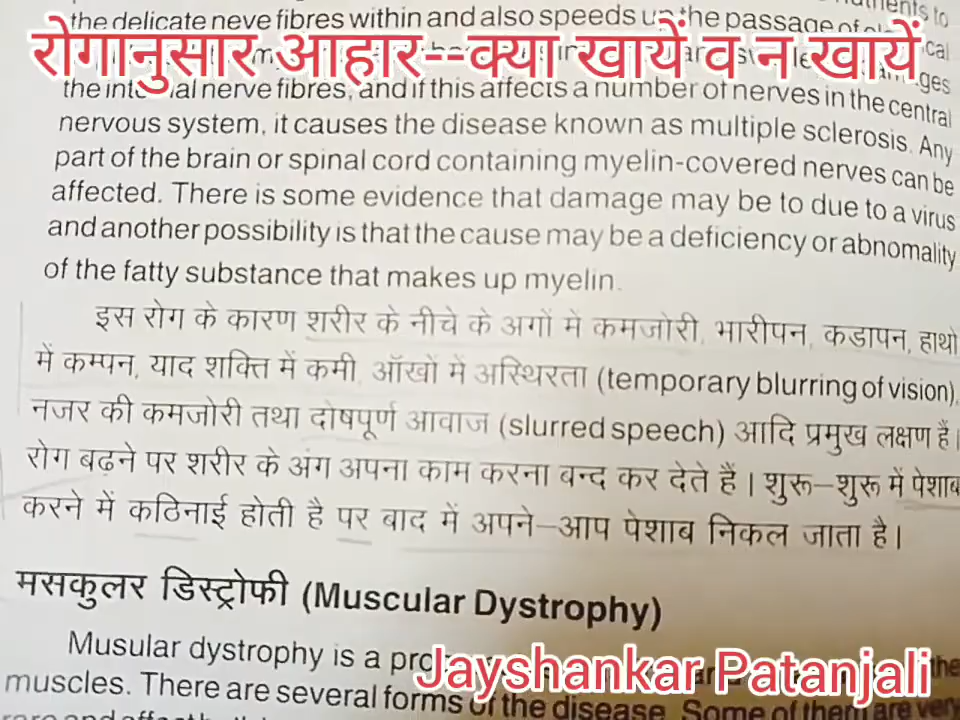 nutrients to
the delicate neve fibres within and also speeds up the passage of
रोगानुसार आहार--क्या खायें व न खायें
the internal nerve fibres, and if this affects a number of nerves in the central
nervous system, it causes the disease known as multiple sclerosis. Any
part of the brain or spinal cord containing myelin-covered nerves can be
affected. There is some evidence that damage may be to due to a virus
and another possibility is that the cause may be a deficiency or abnomality
of the fatty substance that makes up myelin.
इस रोग के कारण शरीर के नीचे के अगों में कमजोरी, भारीपन, कडापन, हाथो
में कम्पन, याद शक्ति में कमी, ऑखों में अस्थिरता (temporary blurring of vision),
नजर की कमजोरी तथा दोषपूर्ण आवाज (slurred speech) आदि प्रमुख लक्षण हैं।
रोग बढ़ने पर शरीर के अंग अपना काम करना बन्द कर देते हैं। शुरू–शुरू में पेशाब
करने में कठिनाई होती है पर बाद में अपने–आप पेशाब निकल जाता है।
मसकुलर डिस्ट्रोफी (Muscular Dystrophy)
Musular dystrophy is a the
Jayshankar Patanjali
muscles. There are several forms of the disease. Some of them are very